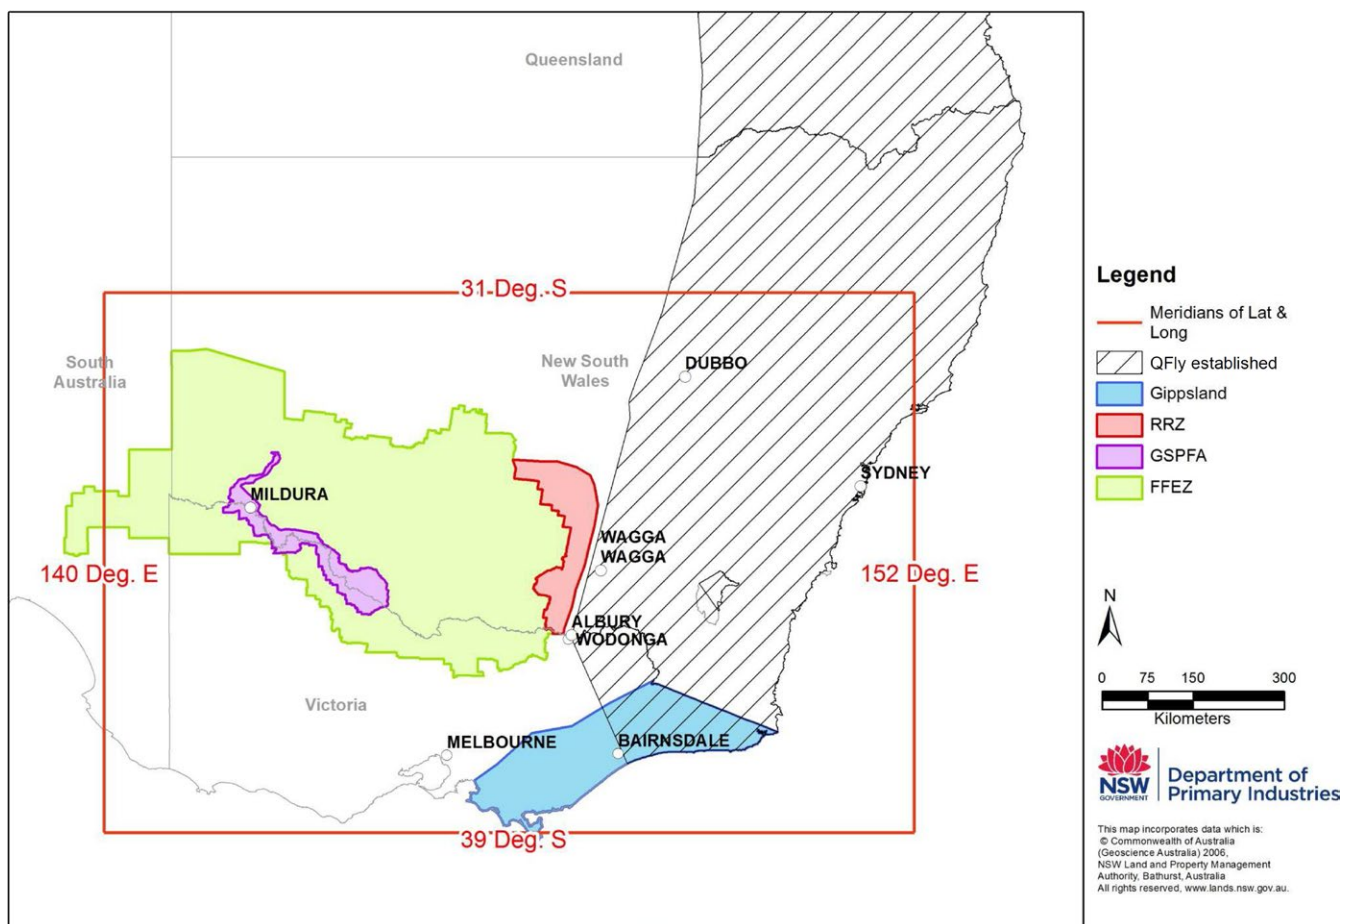 Queensland
31 Deg. S
South
Australia
New South
Wales
DUBBO
SYDNEY
MILDURA
WAGGA
WAGGA
140 Deg. E
152 Deg. E
ALBURY
WODONGA
Victoria
MELBOURNE
BAIRNSDALE
39 Deg. S
Legend
Meridians of Lat &
Long
QFly established
Gippsland
RRZ
GSPFA
FFEZ
N
0 75 150 300
Kilometers
NSW
GOVERNMENT
Department of
Primary Industries
This map incorporates data which is:
© Commonwealth of Australia
(Geoscience Australia) 2006,
NSW Land and Property Management
Authority, Bathurst, Australia
All rights reserved, www.lands.nsw.gov.au.